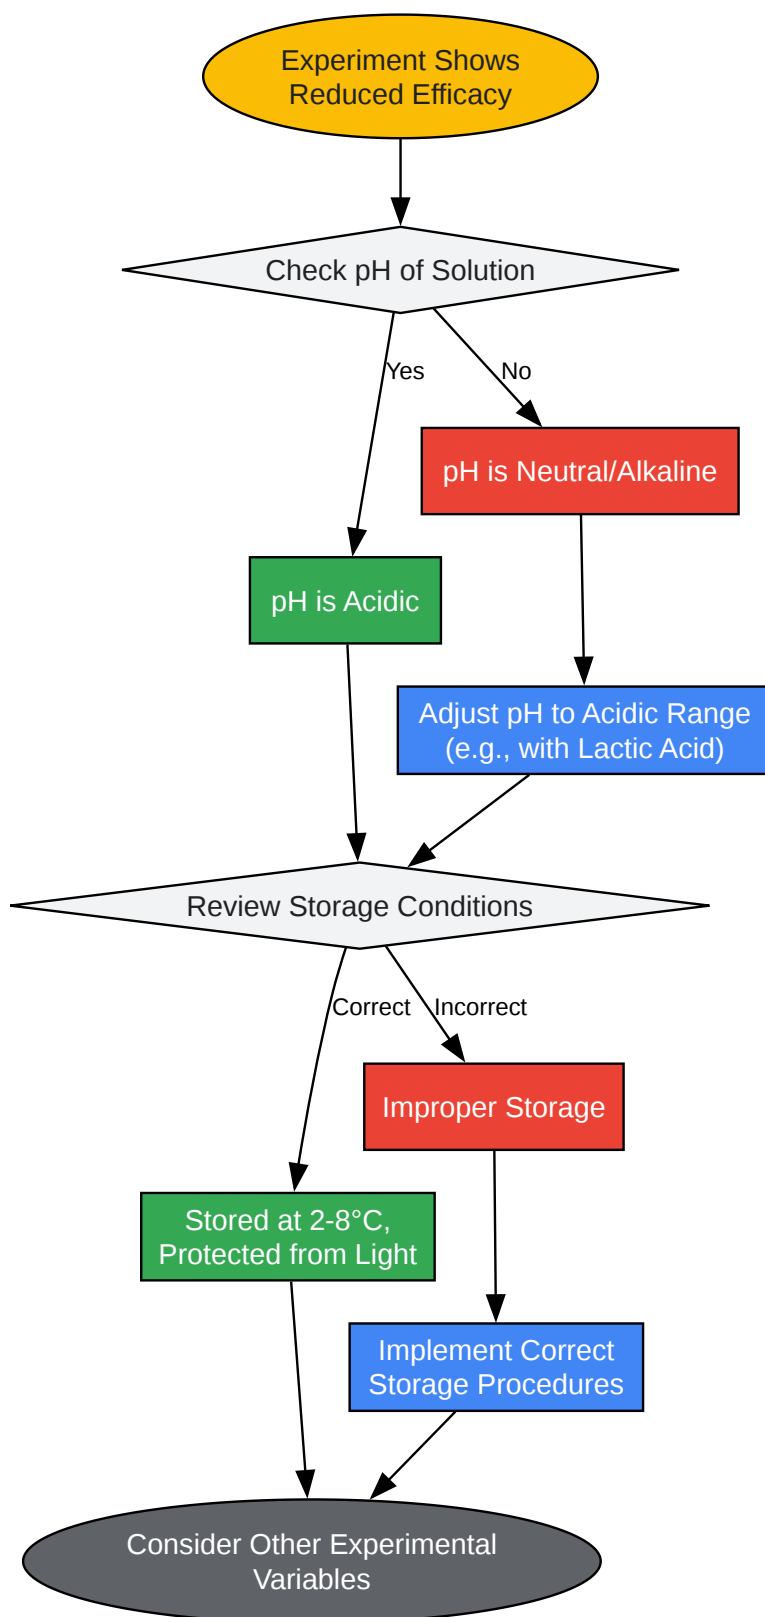 Experiment Shows
Reduced Efficacy
Check pH of Solution
Yes
No
pH is Neutral/Alkaline
pH is Acidic
Adjust pH to Acidic Range
(e.g., with Lactic Acid)
Review Storage Conditions
Correct
Incorrect
Improper Storage
Stored at 2-8°C,
Protected from Light
Implement Correct
Storage Procedures
Consider Other Experimental
Variables